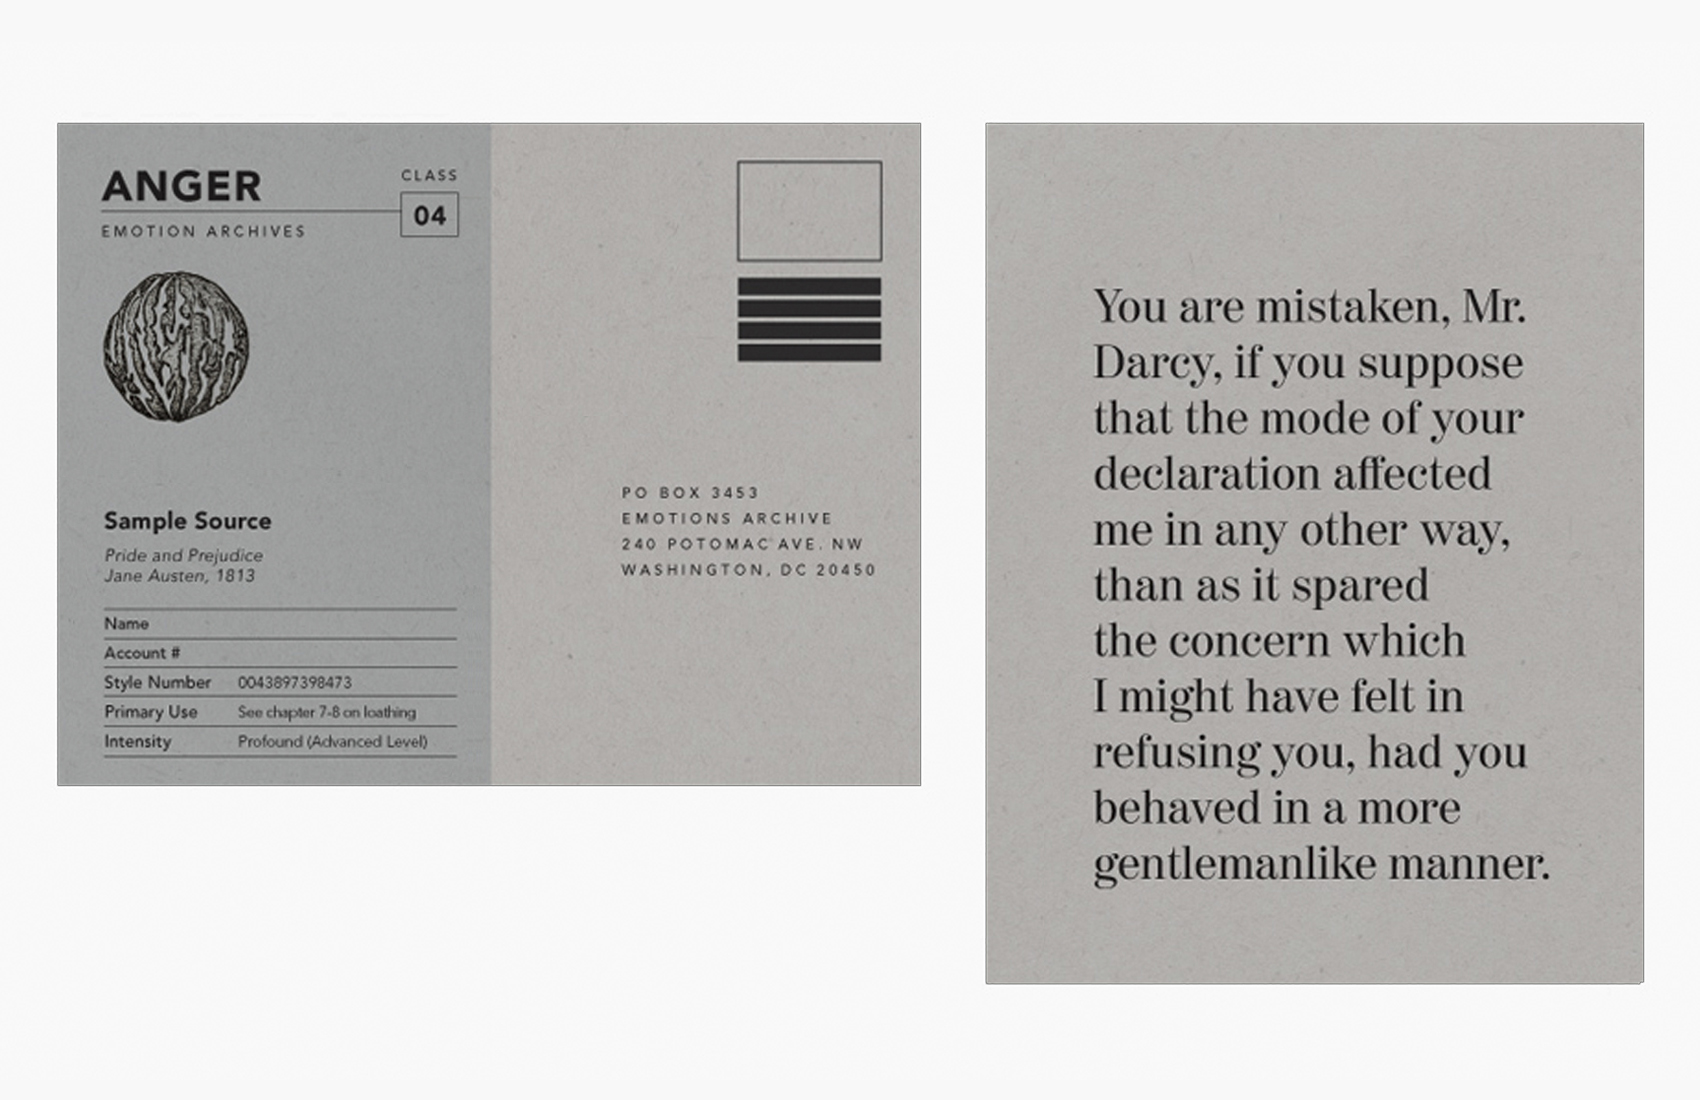 ANGER
EMOTION ARCHIVES
CLASS
04
Sample Source
Pride and Prejudice
Jane Austen, 1813
Name
Account #
Style Number 0043897398473
Primary Use See chapter 7-8 on loathing
Intensity Profound (Advanced Level)
PO BOX 3453
EMOTIONS ARCHIVE
240 POTOMAC AVE. NW
WASHINGTON, DC 20450
You are mistaken, Mr.
Darcy, if you suppose
that the mode of your
declaration affected
me in any other way,
than as it spared
the concern which
I might have felt in
refusing you, had you
behaved in a more
gentlemanlike manner.